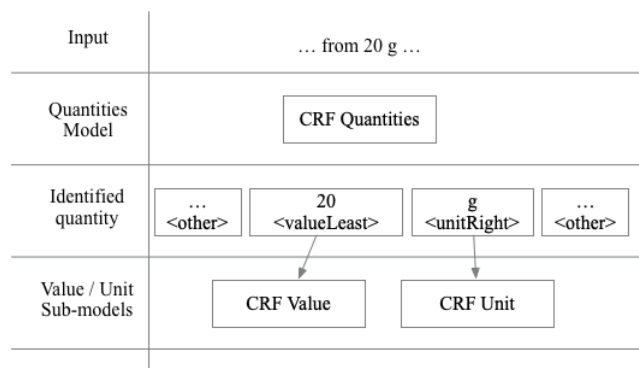 Input
… from 20 g …
Quantities
Model
CRF Quantities
Identified
quantity
…
<other>
20
<valueLeast>
g
<unitRight>
…
<other>
Value / Unit
Sub-models
CRF Value
CRF Unit